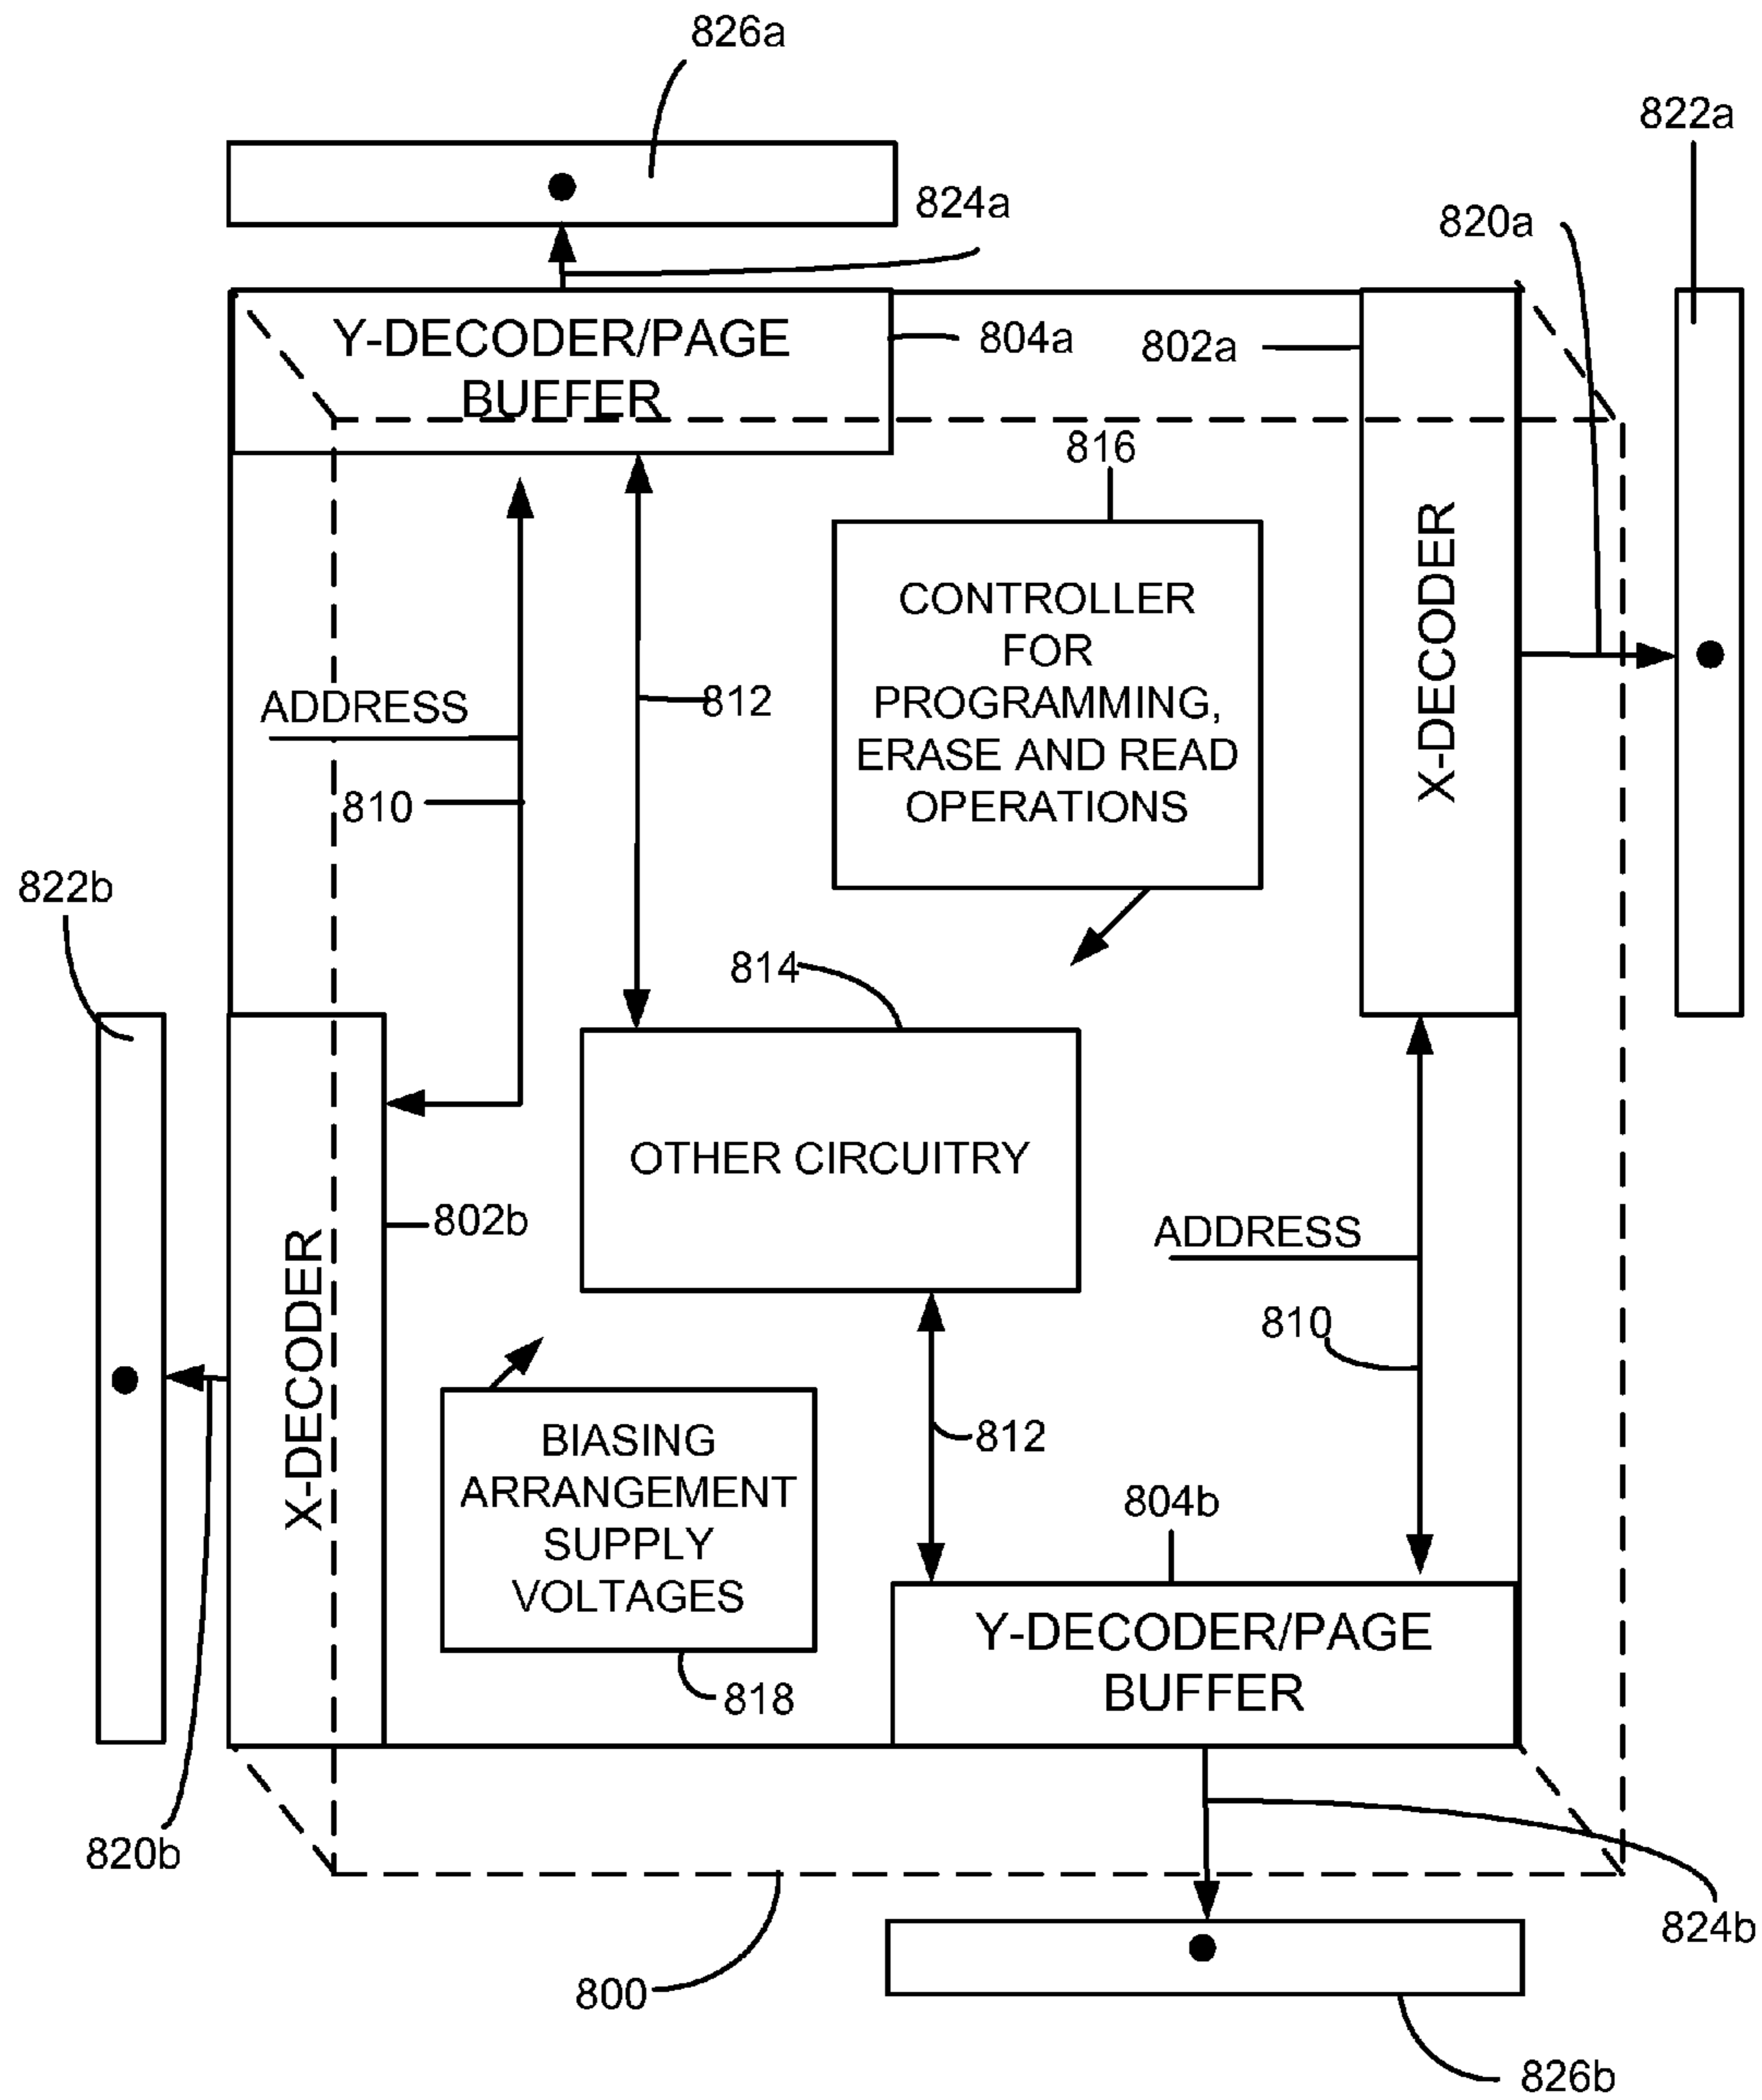 826a
822a
824a
820a
Y-DECODER/PAGE
BUFFER
804a
802a
816
X-DECODER
CONTROLLER
FOR
PROGRAMMING,
ERASE AND READ
OPERATIONS
ADDRESS
812
810
822b
814
OTHER CIRCUITRY
802b
ADDRESS
X-DECODER
810
BIASING
ARRANGEMENT
SUPPLY
VOLTAGES
812
804b
Y-DECODER/PAGE
BUFFER
818
820b
824b
800
826b